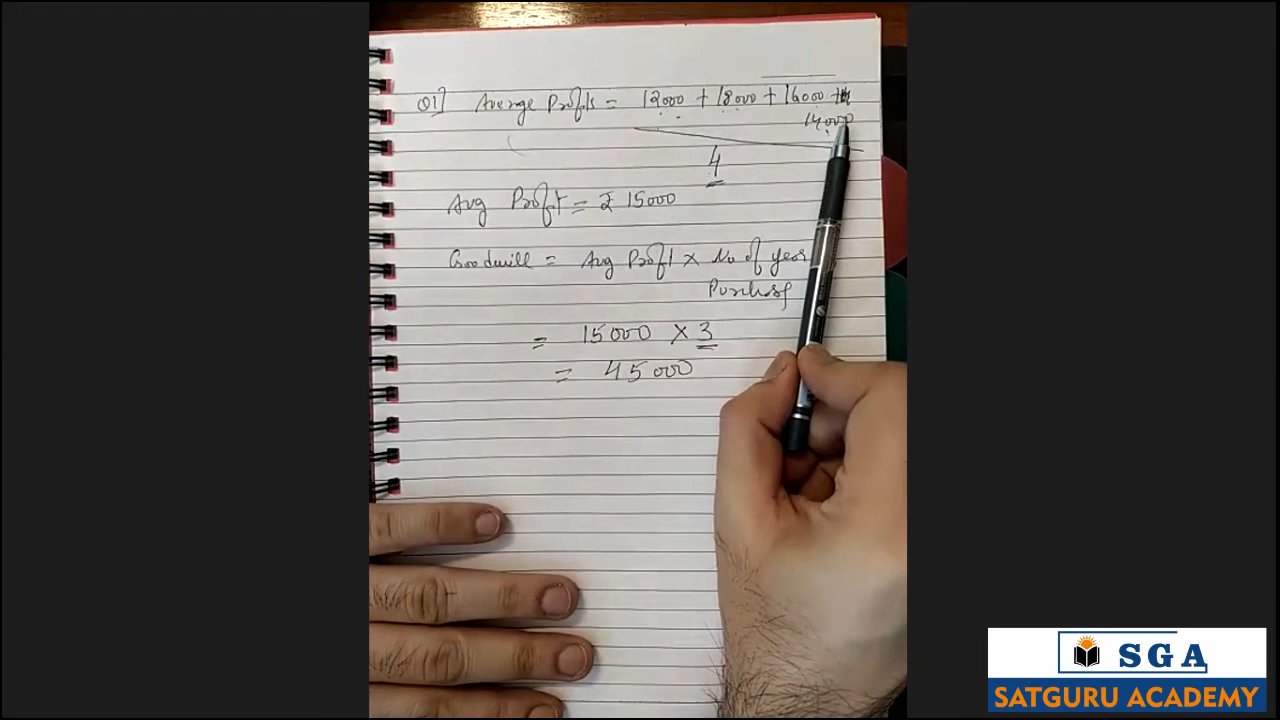 Q1] Average Profits = 12000 + 18000 + 16000 +
14000
4
Avg Profit = ₹ 15000
Goodwill = Avg Profit × No of year
Purchase
= 15000 × 3
= 45000
SGA
SATGURU ACADEMY